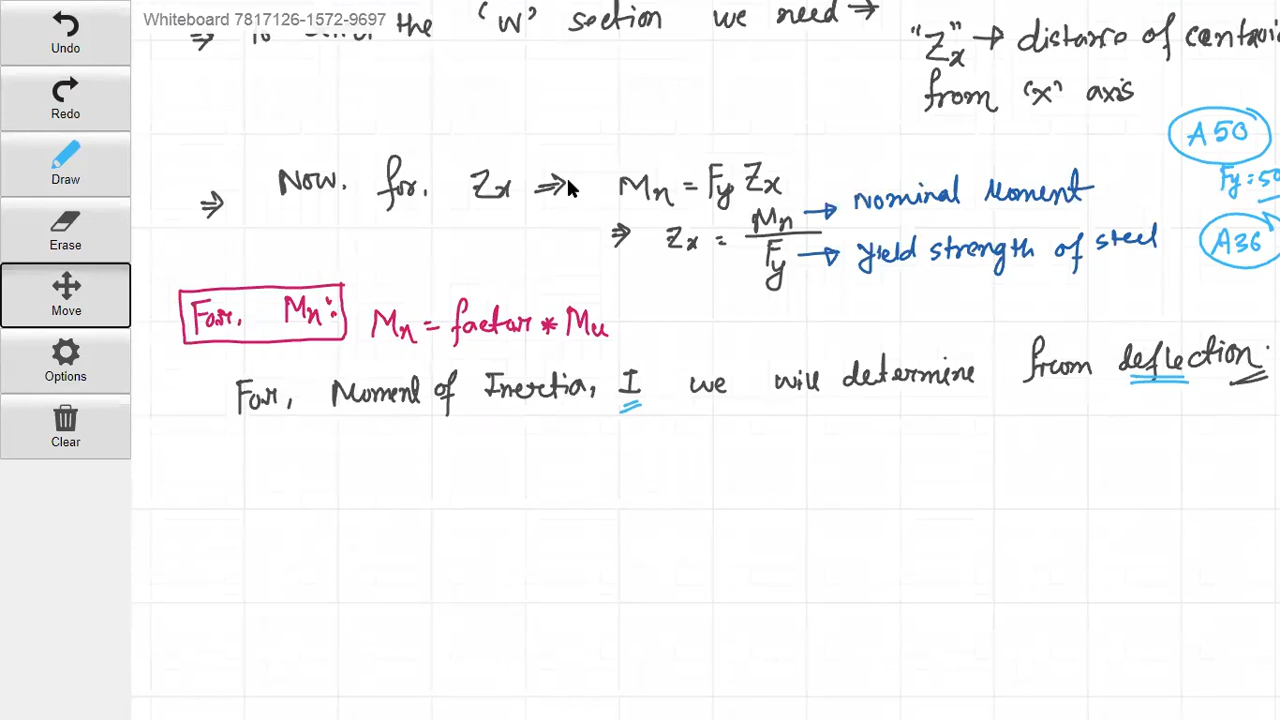 Whiteboard 7817126-1572-9697
Undo
Redo
Draw
Erase
Move
Options
Clear
⇒ the 'W' section we need →
"Zx" → distance of
from 'x' axis
A 50
⇒ Now. for. Zx ⇒ Mn = Fy Zx
Fy = 50
⇒ Zx = Mn / Fy
→ nominal moment
→ yield strength of steel
A36
For. Mn: Mn = factor * Mu
For, Moment of Inertia, I we will determine from deflection.